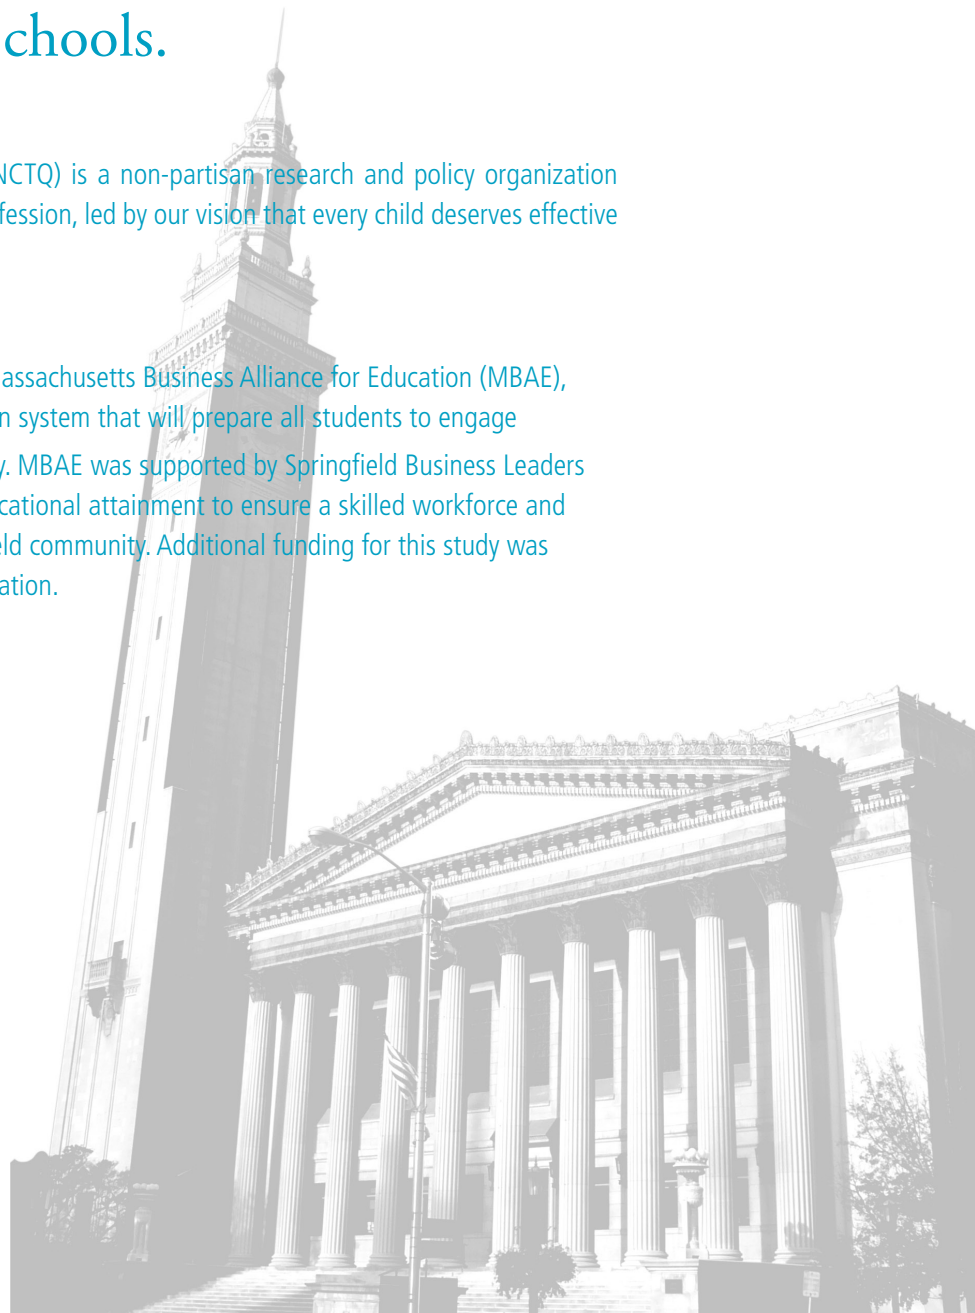 chools.
NCTQ) is a non-partisan research and policy organization
fession, led by our vision that every child deserves effective
assachusetts Business Alliance for Education (MBAE),
n system that will prepare all students to engage
y. MBAE was supported by Springfield Business Leaders
cational attainment to ensure a skilled workforce and
eld community. Additional funding for this study was
ation.